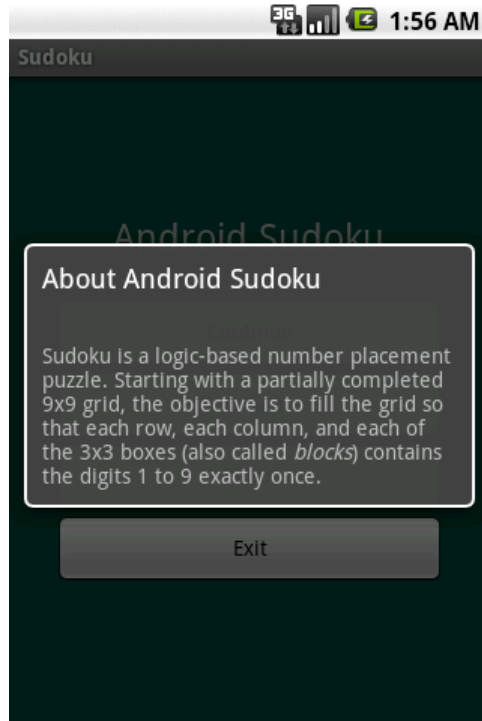 3G 1:56 AM
Sudoku
Android Sudoku
About Android Sudoku
Continue
Sudoku is a logic-based number placement
puzzle. Starting with a partially completed
9x9 grid, the objective is to fill the grid so
that each row, each column, and each of
the 3x3 boxes (also called blocks) contains
the digits 1 to 9 exactly once.
Exit